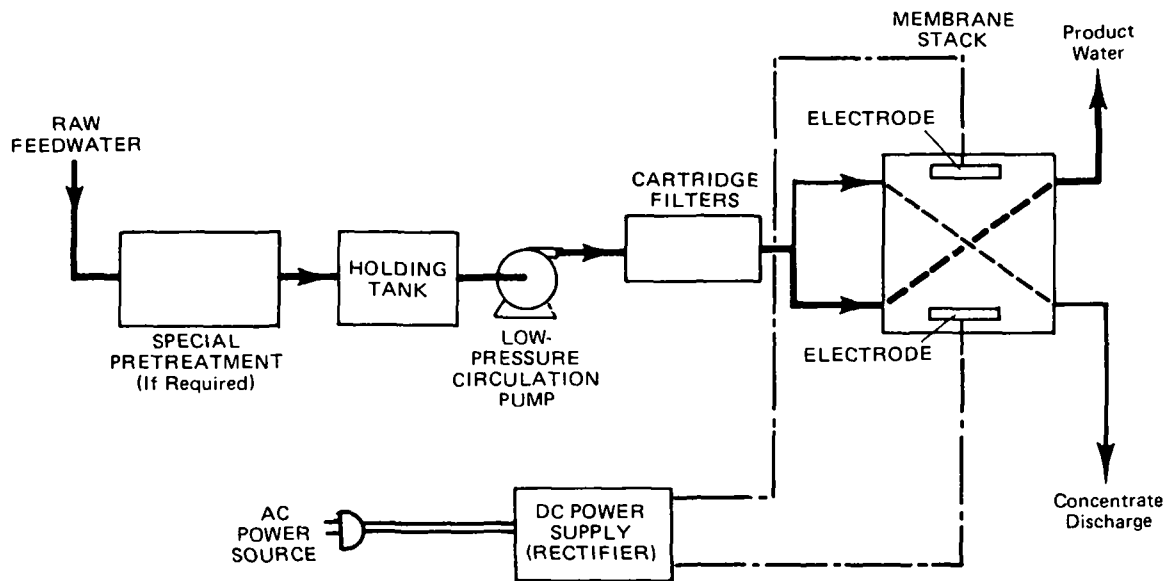 MEMBRANE
STACK
Product
Water
RAW
FEEDWATER
ELECTRODE
CARTRIDGE
FILTERS
HOLDING
TANK
SPECIAL
PRETREATMENT
(If Required)
LOW-
PRESSURE
CIRCULATION
PUMP
ELECTRODE
AC
POWER
SOURCE
DC POWER
SUPPLY
(RECTIFIER)
Concentrate
Discharge